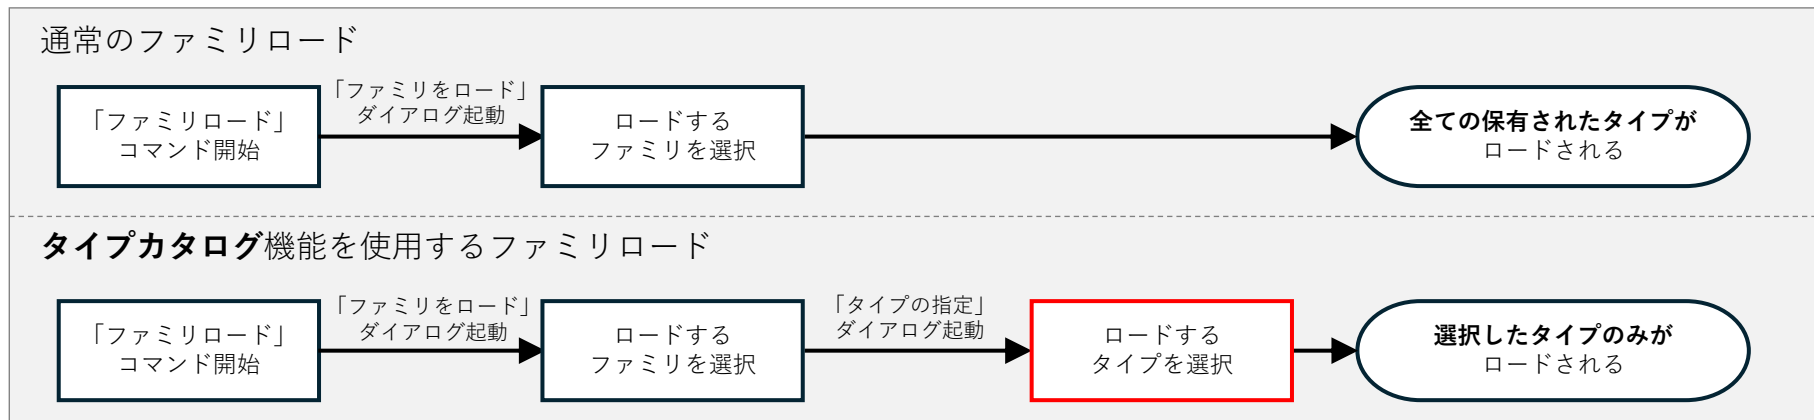 通常のファミリロード
「ファミリロード」
コマンド開始
「ファミリをロード」
ダイアログ起動
ロードする
ファミリを選択
全ての保有されたタイプが
ロードされる
タイプカタログ機能を使用するファミリロード
「ファミリロード」
コマンド開始
「ファミリをロード」
ダイアログ起動
ロードする
ファミリを選択
「タイプの指定」
ダイアログ起動
ロードする
タイプを選択
選択したタイプのみが
ロードされる